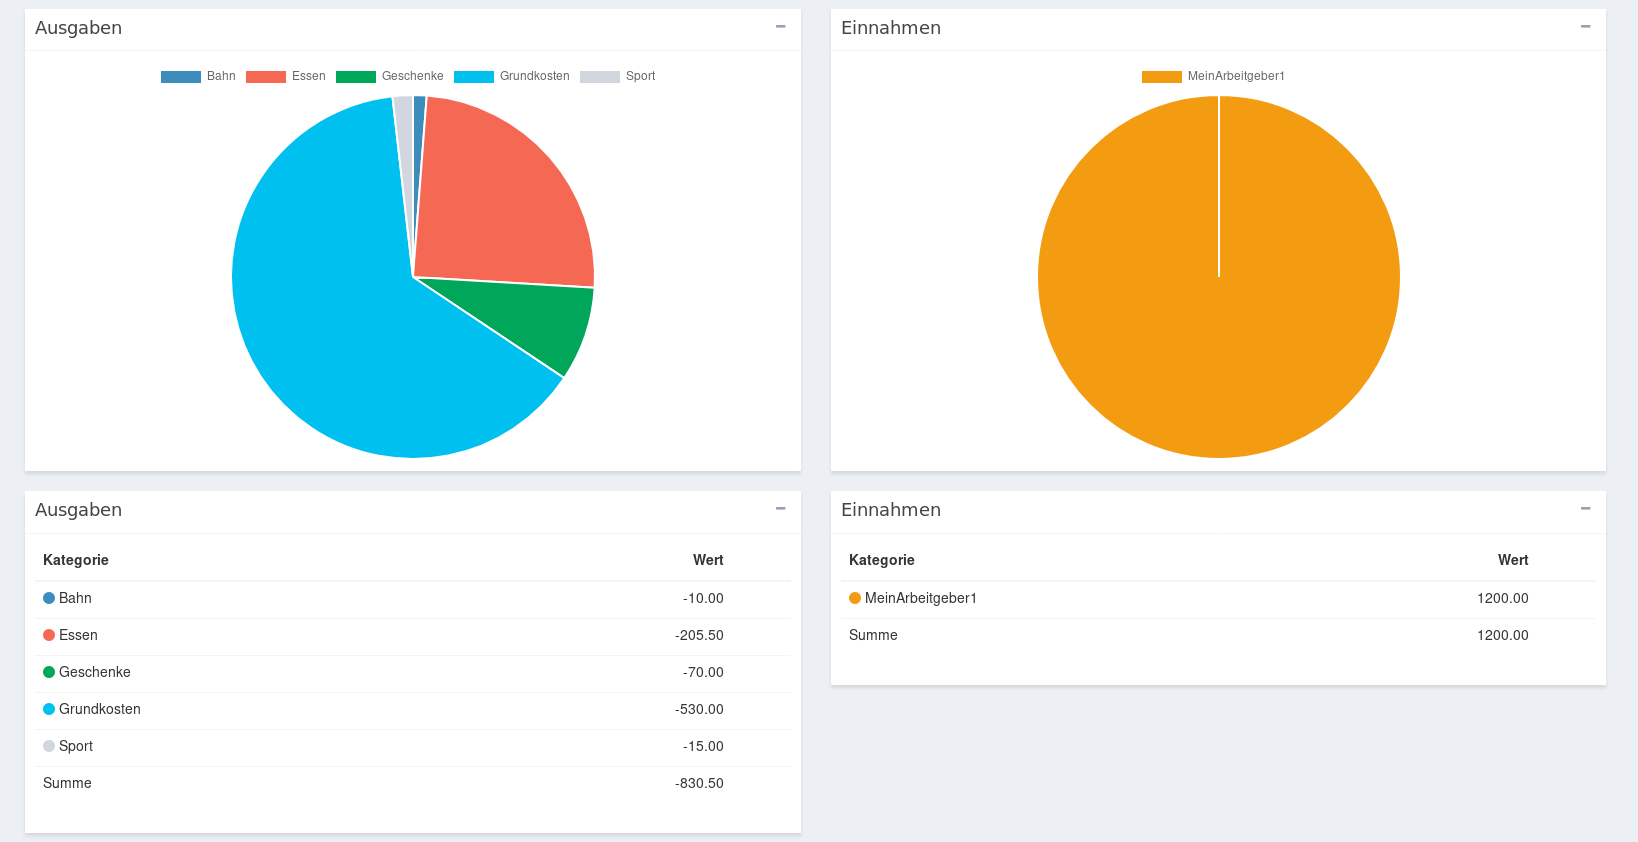 Ausgaben
Bahn Essen Geschenke Grundkosten Sport
Einnahmen
MeinArbeitgeber1
Ausgaben
Kategorie Wert
Bahn -10.00
Essen -205.50
Geschenke -70.00
Grundkosten -530.00
Sport -15.00
Summe -830.50
Einnahmen
Kategorie Wert
MeinArbeitgeber1 1200.00
Summe 1200.00